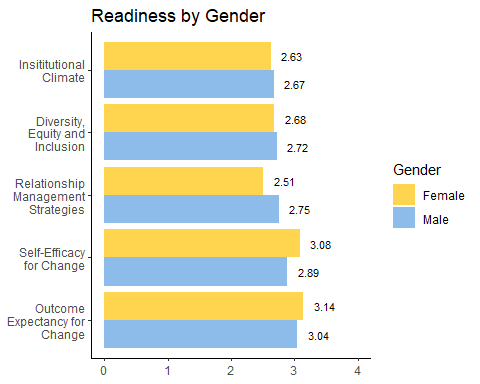 Readiness by Gender
Insititutional
Climate
2.63
2.67
Diversity,
Equity and
Inclusion
2.68
2.72
Relationship
Management
Strategies
2.51
2.75
Self-Efficacy
for Change
3.08
2.89
Outcome
Expectancy for
Change
3.14
3.04
0 1 2 3 4
Gender
Female
Male